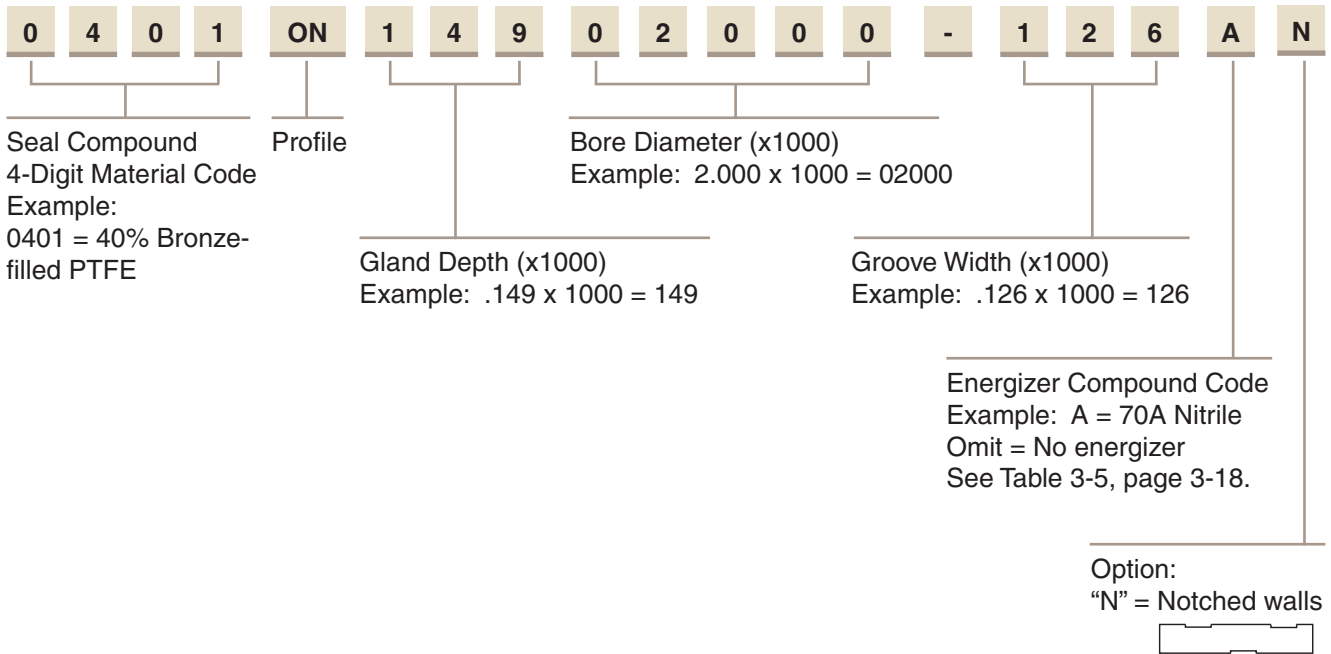 0 4 0 1 ON 1 4 9 0 2 0 0 0 - 1 2 6 A N
Seal Compound
4-Digit Material Code
Example:
0401 = 40% Bronze-
filled PTFE
Profile
Gland Depth (x1000)
Example: .149 x 1000 = 149
Bore Diameter (x1000)
Example: 2.000 x 1000 = 02000
Groove Width (x1000)
Example: .126 x 1000 = 126
Energizer Compound Code
Example: A = 70A Nitrile
Omit = No energizer
See Table 3-5, page 3-18.
Option:
“N” = Notched walls